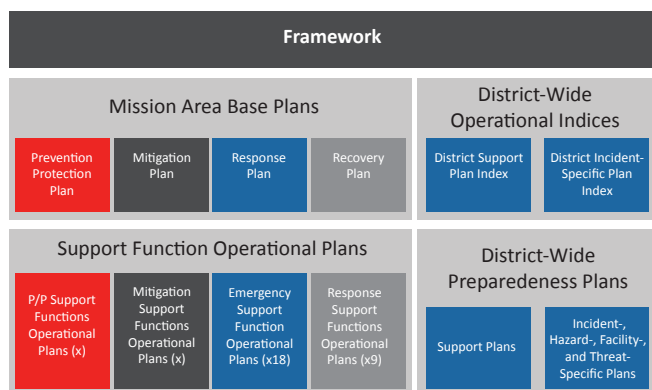 Framework
Mission Area Base Plans
Prevention
Protection
Plan
Mitigation
Plan
Response
Plan
Recovery
Plan
District-Wide
Operational Indices
District Support
Plan Index
District Incident-
Specific Plan
Index
Support Function Operational Plans
P/P Support
Functions
Operational
Plans (x)
Mitigation
Support
Functions
Operational
Plans (x)
Emergency
Support
Function
Operational
Plans (x18)
Response
Support
Functions
Operational
Plans (x9)
District-Wide
Preparedeness Plans
Support Plans
Incident-,
Hazard-, Facility-,
and Threat-
Specific Plans